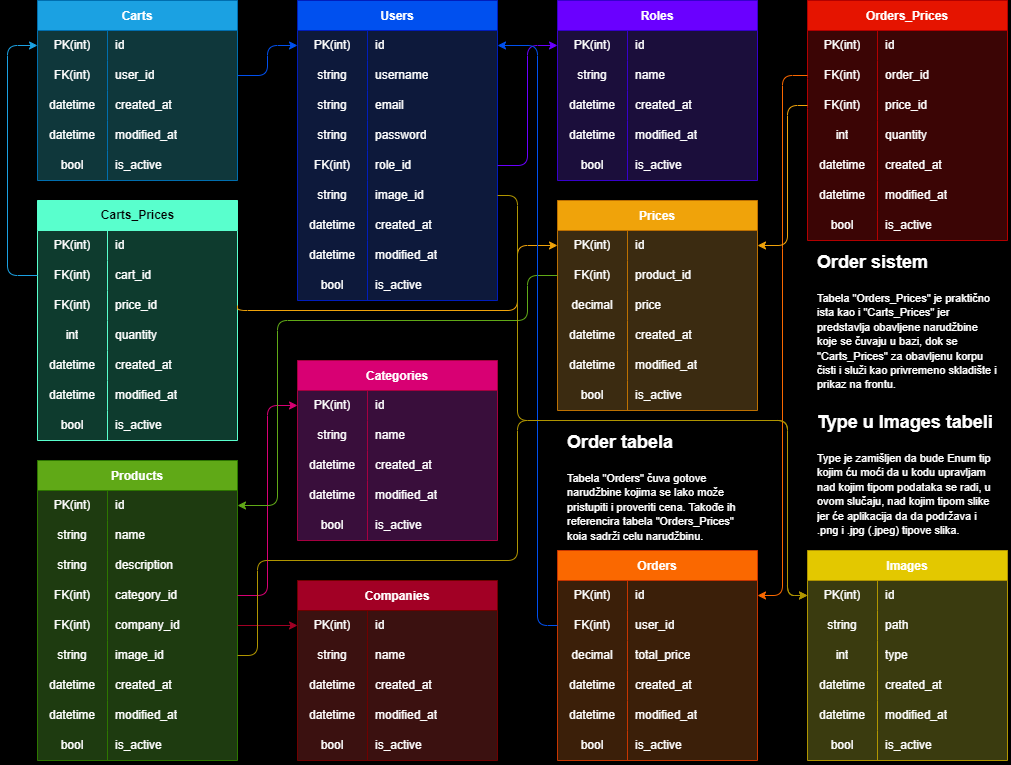 Carts
PK(int) id
FK(int) user_id
datetime created_at
datetime modified_at
bool is_active
Users
PK(int) id
string username
string email
string password
FK(int) role_id
string image_id
datetime created_at
datetime modified_at
bool is_active
Roles
PK(int) id
string name
datetime created_at
datetime modified_at
bool is_active
Orders_Prices
PK(int) id
FK(int) order_id
FK(int) price_id
int quantity
datetime created_at
datetime modified_at
bool is_active
Carts_Prices
PK(int) id
FK(int) cart_id
FK(int) price_id
int quantity
datetime created_at
datetime modified_at
bool is_active
Prices
PK(int) id
FK(int) product_id
decimal price
datetime created_at
datetime modified_at
bool is_active
Order sistem
Tabela "Orders_Prices" je praktično
ista kao i "Carts_Prices" jer
predstavlja obavljene narudžbine
koje se čuvaju u bazi, dok se
"Carts_Prices" za obavljenu korpu
čisti i služi kao privremeno skladište i
prikaz na frontu.
Categories
PK(int) id
string name
datetime created_at
datetime modified_at
bool is_active
Type u Images tabeli
Type je zamišljen da bude Enum tip
kojim ću moći da u kodu upravljam
nad kojim tipom podataka se radi, u
ovom slučaju, nad kojim tipom slike
jer će aplikacija da da podržava i
.png i .jpg (.jpeg) tipove slika.
Order tabela
Tabela "Orders" čuva gotove
narudžbine kojima se lako može
pristupiti i proveriti cena. Takođe ih
referencira tabela "Orders_Prices"
koja sadrži celu narudžbinu.
Products
PK(int) id
string name
string description
FK(int) category_id
FK(int) company_id
string image_id
datetime created_at
datetime modified_at
bool is_active
Companies
PK(int) id
string name
datetime created_at
datetime modified_at
bool is_active
Orders
PK(int) id
FK(int) user_id
decimal total_price
datetime created_at
datetime modified_at
bool is_active
Images
PK(int) id
string path
int type
datetime created_at
datetime modified_at
bool is_active